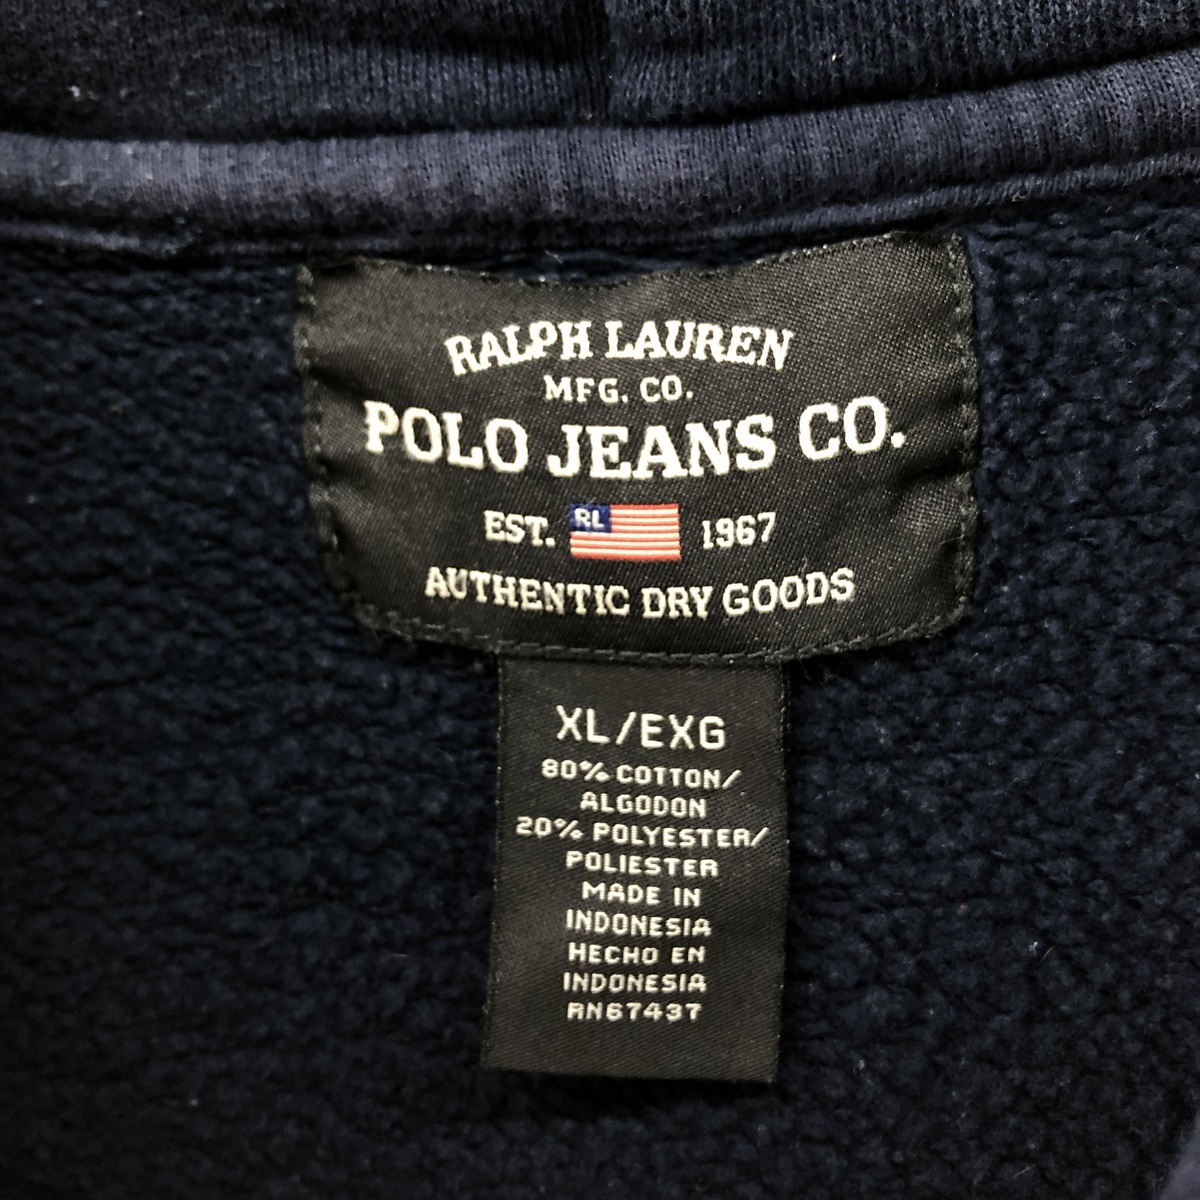 RALPH LAUREN
MFG. CO.
POLO JEANS CO.
EST. RL 1967
AUTHENTIC DRY GOODS
XL/EXG
80% COTTON/
ALGODON
20% POLYESTER/
POLIESTER
MADE IN
INDONESIA
HECHO EN
INDONESIA
RN67437